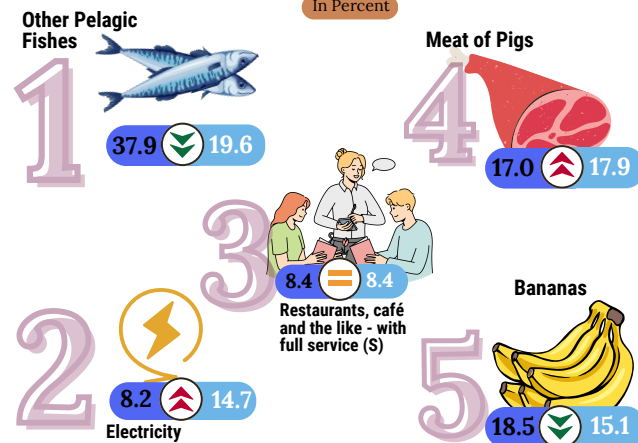 In Percent
Other Pelagic
Fishes
1
37.9 19.6
Meat of Pigs
4
17.0 17.9
3
8.4 = 8.4
Restaurants, café
and the like - with
full service (S)
2
8.2 14.7
Electricity
Bananas
5
18.5 15.1